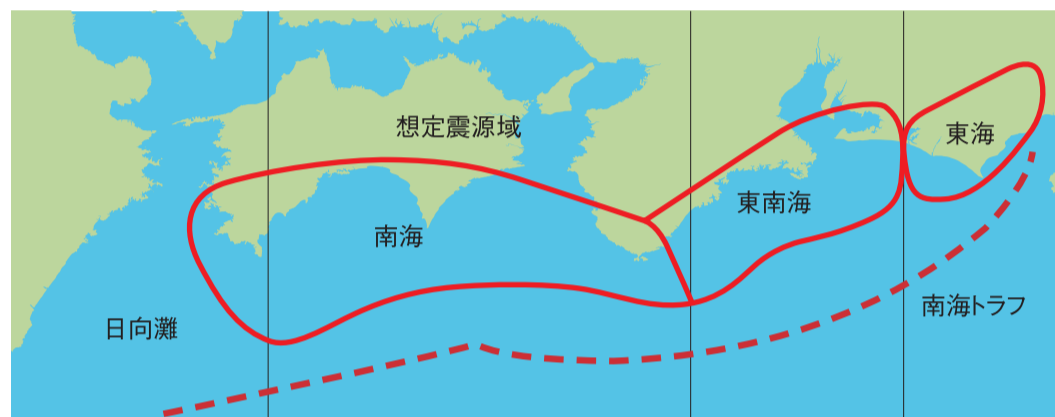 想定震源域
東海
東南海
南海
南海トラフ
日向灘